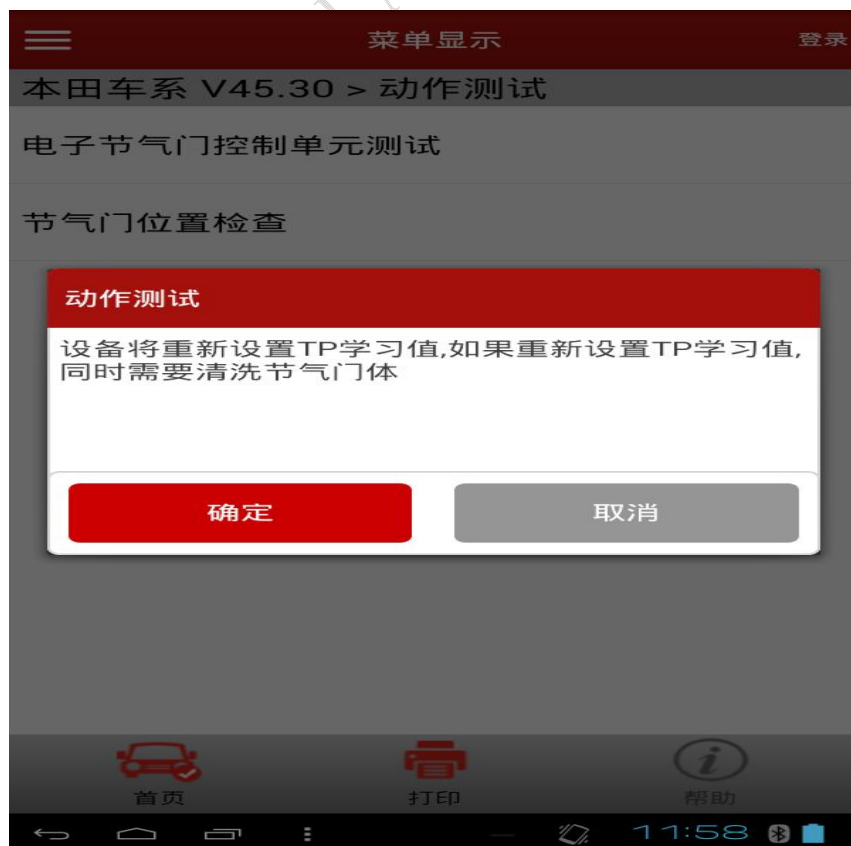 菜单显示
登录
本田车系 V45.30 > 动作测试
电子节气门控制单元测试
节气门位置检查
动作测试
设备将重新设置TP学习值,如果重新设置TP学习值,
同时需要清洗节气门体
确定
取消
首页
打印
帮助
11:58